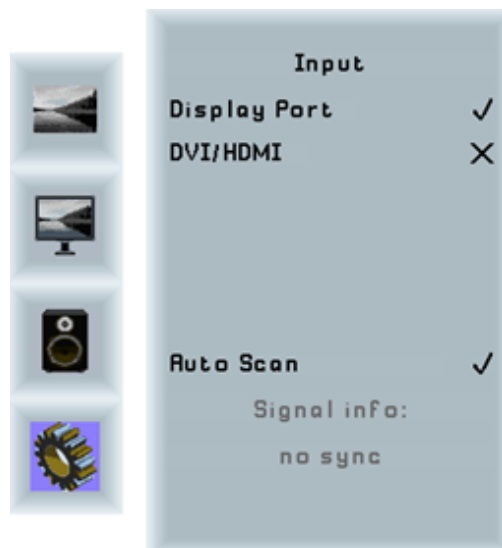 Input
Display Port ✓
DVI/HDMI ✕
Auto Scan ✓
Signal info:
no sync